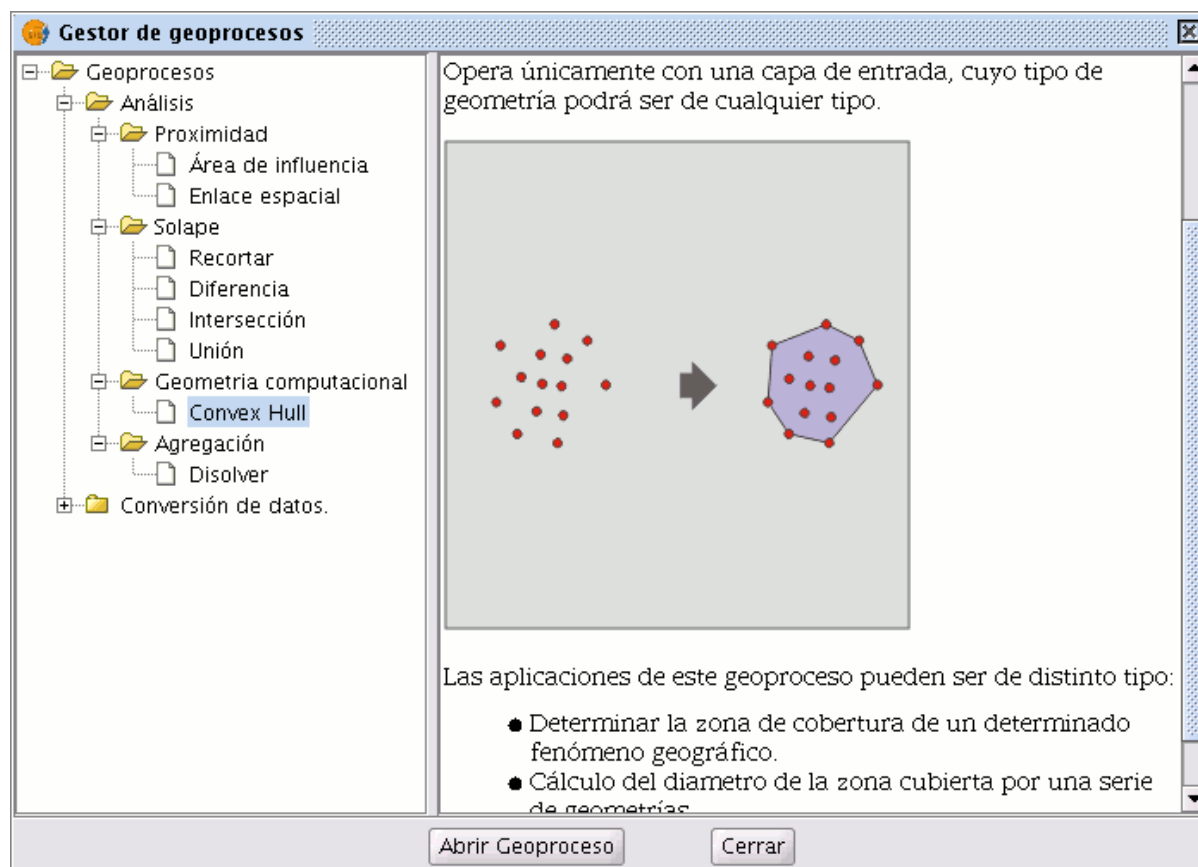 Gestor de geoprocesos
Geoprocesos
Análisis
Proximidad
Área de influencia
Enlace espacial
Solape
Recortar
Diferencia
Intersección
Unión
Geometria computacional
Convex Hull
Agregación
Disolver
Conversión de datos.
Opera únicamente con una capa de entrada, cuyo tipo de
geometría podrá ser de cualquier tipo.
Las aplicaciones de este geoproceso pueden ser de distinto tipo:
Determinar la zona de cobertura de un determinado
fenómeno geográfico.
Cálculo del diametro de la zona cubierta por una serie
de geometrías
Abrir Geoproceso
Cerrar